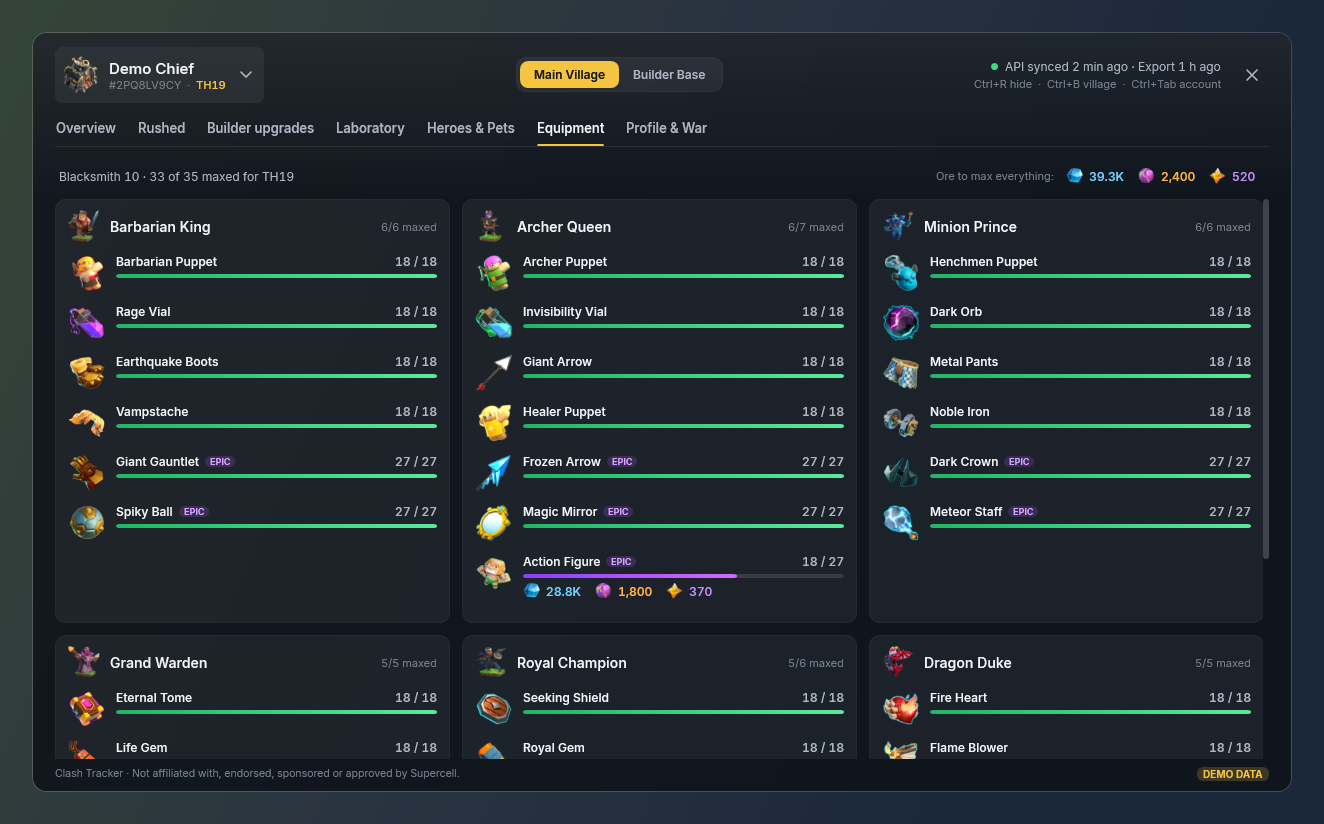 Demo Chief
#2PQ8LV9CY · TH19
Main Village
Builder Base
API synced 2 min ago · Export 1 h ago
Ctrl+R hide · Ctrl+B village · Ctrl+Tab account
Overview
Rushed
Builder upgrades
Laboratory
Heroes & Pets
Equipment
Profile & War
Blacksmith 10 · 33 of 35 maxed for TH19
Ore to max everything: 39.3K 2,400 520
Barbarian King 6/6 maxed
Barbarian Puppet 18 / 18
Rage Vial 18 / 18
Earthquake Boots 18 / 18
Vampstache 18 / 18
Giant Gauntlet EPIC 27 / 27
Spiky Ball EPIC 27 / 27
Archer Queen 6/7 maxed
Archer Puppet 18 / 18
Invisibility Vial 18 / 18
Giant Arrow 18 / 18
Healer Puppet 18 / 18
Frozen Arrow EPIC 27 / 27
Magic Mirror EPIC 27 / 27
Action Figure EPIC 18 / 27
28.8K 1,800 370
Minion Prince 6/6 maxed
Henchmen Puppet 18 / 18
Dark Orb 18 / 18
Metal Pants 18 / 18
Noble Iron 18 / 18
Dark Crown EPIC 27 / 27
Meteor Staff EPIC 27 / 27
Grand Warden 5/5 maxed
Eternal Tome 18 / 18
Life Gem 18 / 18
Royal Champion 5/6 maxed
Seeking Shield 18 / 18
Royal Gem 18 / 18
Dragon Duke 5/5 maxed
Fire Heart 18 / 18
Flame Blower 18 / 18
Clash Tracker · Not affiliated with, endorsed, sponsored or approved by Supercell.
DEMO DATA